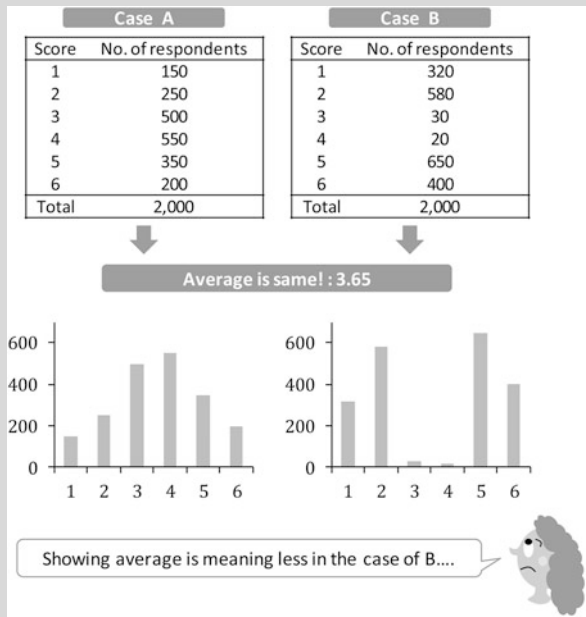 Case A
Score No. of respondents
1 150
2 250
3 500
4 550
5 350
6 200
Total 2,000
Case B
Score No. of respondents
1 320
2 580
3 30
4 20
5 650
6 400
Total 2,000
Average is same! : 3.65
600
400
200
0
1 2 3 4 5 6
600
400
200
0
1 2 3 4 5 6
Showing average is meaning less in the case of B....